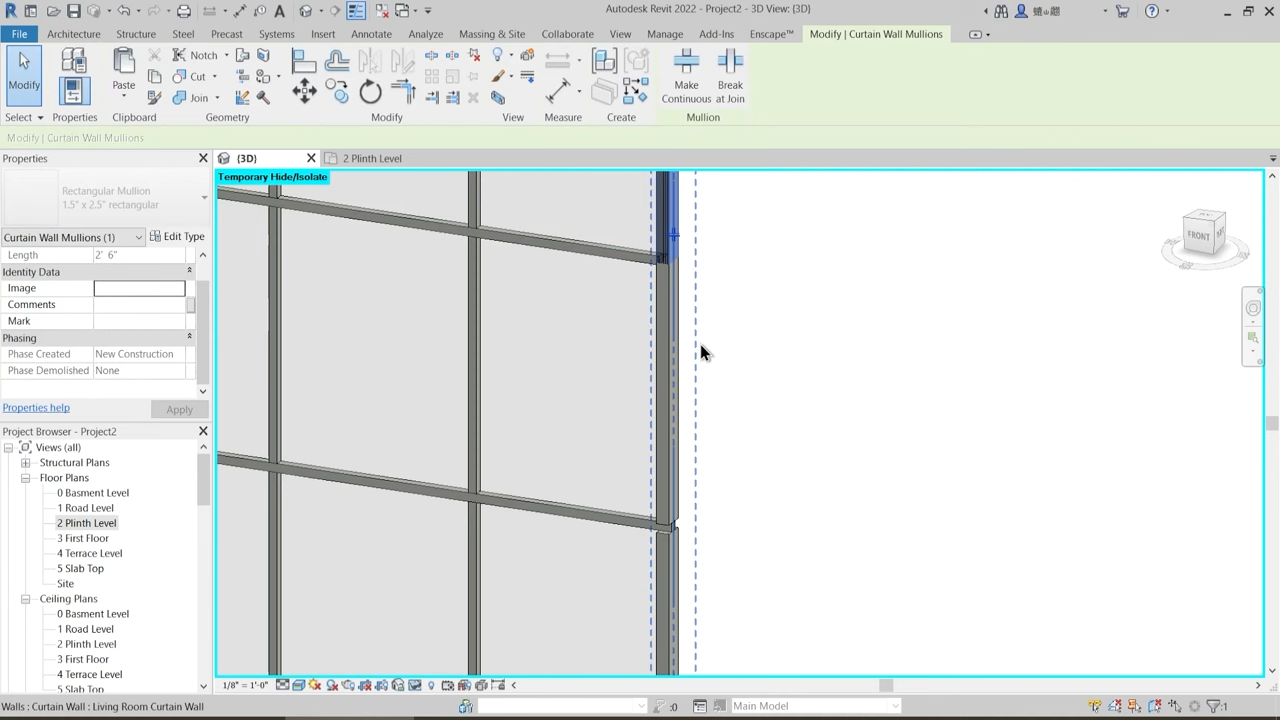 Autodesk Revit 2022 - Project2 - 3D View: {3D}
File Architecture Structure Steel Precast Systems Insert Annotate Analyze Massing & Site Collaborate View Manage Add-Ins Enscape™ Modify | Curtain Wall Mullions
Modify
Properties
Paste
Notch
Cut
Join
Make Continuous
Break at Join
Select Properties Clipboard Geometry Modify View Measure Create Mullion
Modify | Curtain Wall Mullions
Properties
{3D}
2 Plinth Level
Temporary Hide/Isolate
Rectangular Mullion
1.5" x 2.5" rectangular
Curtain Wall Mullions (1) Edit Type
Length 2' 6"
Identity Data
Image
Comments
Mark
Phasing
Phase Created New Construction
Phase Demolished None
Properties help Apply
FRONT
Project Browser - Project2
Views (all)
Structural Plans
Floor Plans
0 Basment Level
1 Road Level
2 Plinth Level
3 First Floor
4 Terrace Level
5 Slab Top
Site
Ceiling Plans
0 Basment Level
1 Road Level
2 Plinth Level
3 First Floor
4 Terrace Level
5 Slab Top
1/8" = 1'-0"
Walls : Curtain Wall : Living Room Curtain Wall
:0
Main Model
:1